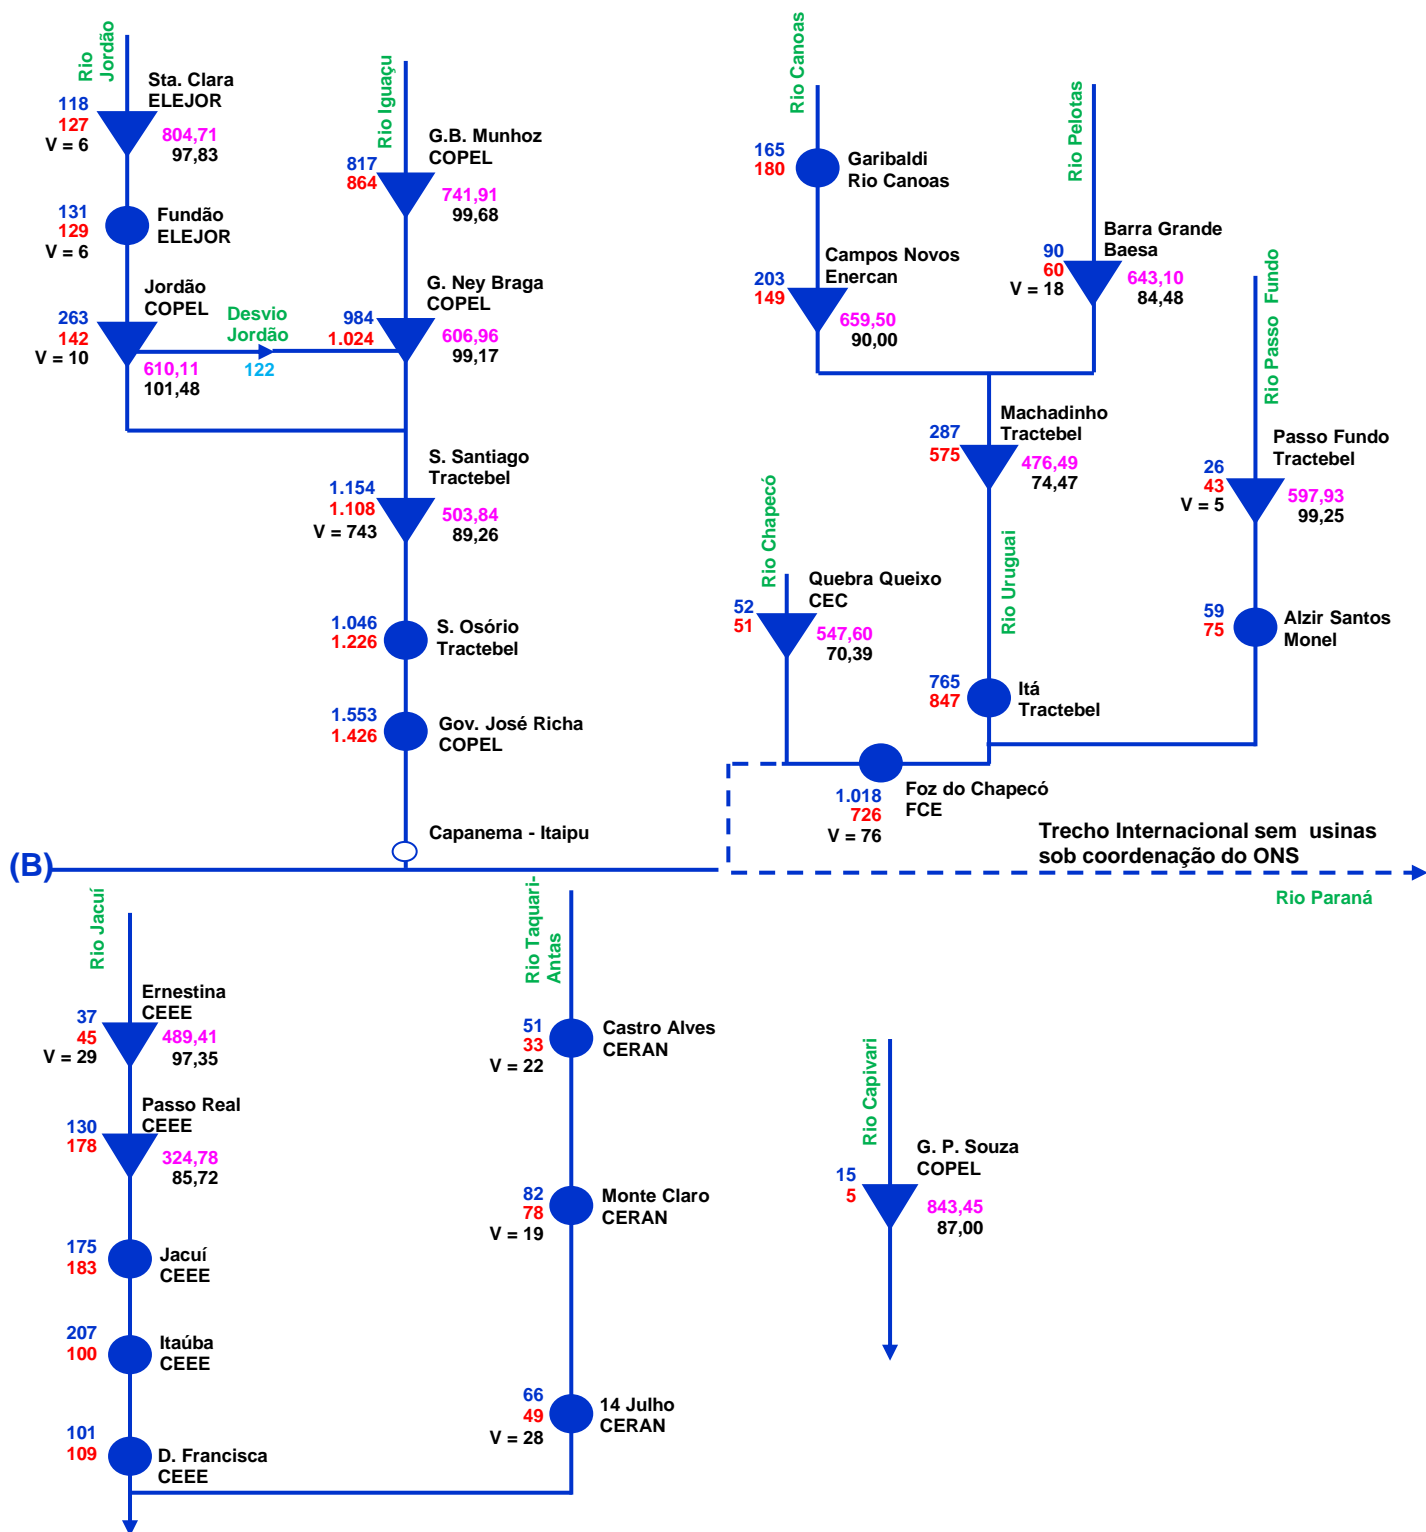 Rio
Jordão
Sta. Clara
ELEJOR
118
127
V = 6
804,71
97,83
131
129
V = 6
Fundão
ELEJOR
Jordão
COPEL
263
142
V = 10
610,11
101,48
Desvio
Jordão
122
Rio Iguaçu
G.B. Munhoz
COPEL
817
864
741,91
99,68
G. Ney Braga
COPEL
984
1.024
606,96
99,17
S. Santiago
Tractebel
1.154
1.108
V = 743
503,84
89,26
1.046
1.226
S. Osório
Tractebel
1.553
1.426
Gov. José Richa
COPEL
Capanema - Itaipu
(B)
Rio Canoas
165
180
Garibaldi
Rio Canoas
Campos Novos
Enercan
203
149
659,50
90,00
Rio Pelotas
Barra Grande
Baesa
90
60
V = 18
643,10
84,48
Machadinho
Tractebel
287
575
476,49
74,47
Rio Passo Fundo
Passo Fundo
Tractebel
26
43
V = 5
597,93
99,25
59
75
Alzir Santos
Monel
Rio Chapecó
Quebra Queixo
CEC
52
51
547,60
70,39
Rio Uruguai
765
847
Itá
Tractebel
Foz do Chapecó
FCE
1.018
726
V = 76
Trecho Internacional sem usinas
sob coordenação do ONS
Rio Paraná
Rio Jacuí
Ernestina
CEEE
37
45
V = 29
489,41
97,35
Passo Real
CEEE
130
178
324,78
85,72
175
183
Jacuí
CEEE
207
100
Itaúba
CEEE
101
109
D. Francisca
CEEE
Rio Taquari-
Antas
51
33
V = 22
Castro Alves
CERAN
82
78
V = 19
Monte Claro
CERAN
66
49
V = 28
14 Julho
CERAN
Rio Capivari
G. P. Souza
COPEL
15
5
843,45
87,00